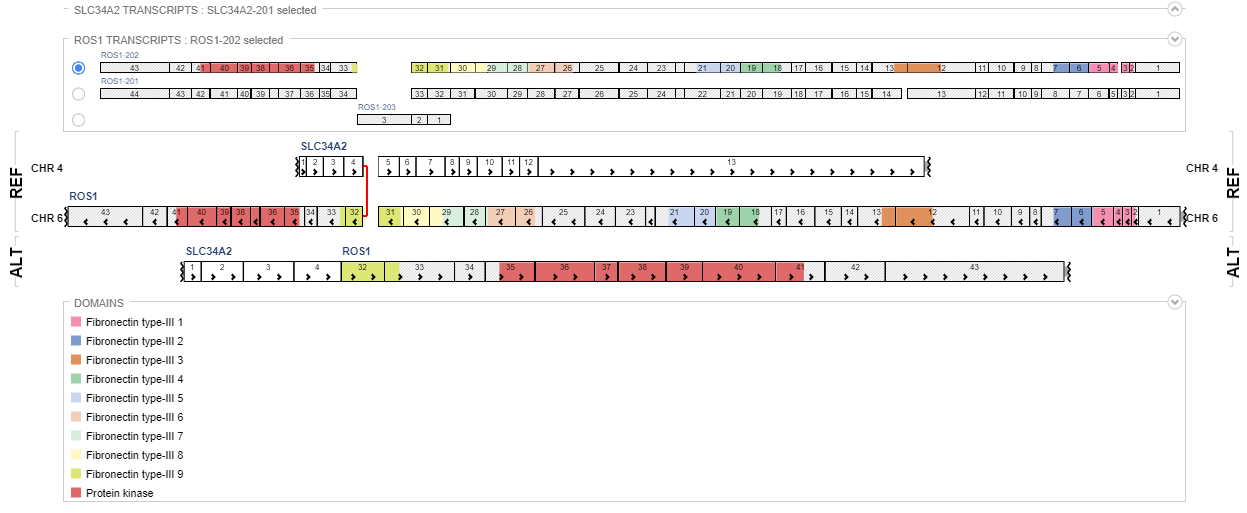 SLC34A2 TRANSCRIPTS : SLC34A2-201 selected
ROS1 TRANSCRIPTS : ROS1-202 selected
ROS1-202
43 42 41 40 39 38 36 35 34 33 32 31 30 29 28 27 26 25 24 23 21 20 19 18 17 16 15 14 13 12 11 10 9 8 7 6 5 4 3 2 1
ROS1-201
44 43 42 41 40 39 37 36 35 34 33 32 31 30 29 28 27 26 25 24 22 21 20 19 18 17 16 15 14 13 12 11 10 9 8 7 6 5 4 3 2 1
ROS1-203
3 2 1
REF
SLC34A2
CHR 4 1 2 3 4 5 6 7 8 9 10 11 12 13 CHR 4
ROS1
CHR 6 43 42 41 40 39 38 36 35 34 33 32 31 30 29 28 27 26 25 24 23 21 20 19 18 17 16 15 14 13 12 11 10 9 8 7 6 5 4 3 2 1 CHR 6
REF
ALT
SLC34A2 ROS1
1 2 3 4 32 33 34 35 36 37 38 39 40 41 42 43
ALT
DOMAINS
Fibronectin type-III 1
Fibronectin type-III 2
Fibronectin type-III 3
Fibronectin type-III 4
Fibronectin type-III 5
Fibronectin type-III 6
Fibronectin type-III 7
Fibronectin type-III 8
Fibronectin type-III 9
Protein kinase